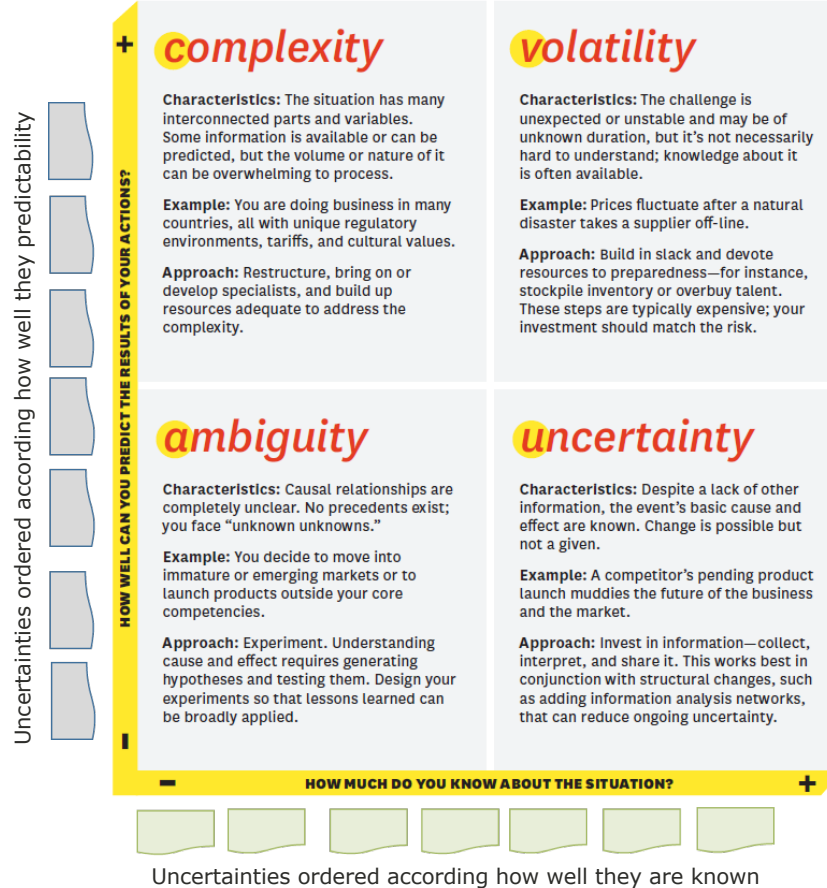 Uncertainties ordered according how well they predictability
+
HOW WELL CAN YOU PREDICT THE RESULTS OF YOUR ACTIONS?
−
complexity
Characteristics: The situation has many
interconnected parts and variables.
Some information is available or can be
predicted, but the volume or nature of it
can be overwhelming to process.
Example: You are doing business in many
countries, all with unique regulatory
environments, tariffs, and cultural values.
Approach: Restructure, bring on or
develop specialists, and build up
resources adequate to address the
complexity.
volatility
Characteristics: The challenge is
unexpected or unstable and may be of
unknown duration, but it’s not necessarily
hard to understand; knowledge about it
is often available.
Example: Prices fluctuate after a natural
disaster takes a supplier off-line.
Approach: Build in slack and devote
resources to preparedness—for instance,
stockpile inventory or overbuy talent.
These steps are typically expensive; your
investment should match the risk.
ambiguity
Characteristics: Causal relationships are
completely unclear. No precedents exist;
you face “unknown unknowns.”
Example: You decide to move into
immature or emerging markets or to
launch products outside your core
competencies.
Approach: Experiment. Understanding
cause and effect requires generating
hypotheses and testing them. Design your
experiments so that lessons learned can
be broadly applied.
uncertainty
Characteristics: Despite a lack of other
information, the event’s basic cause and
effect are known. Change is possible but
not a given.
Example: A competitor’s pending product
launch muddies the future of the business
and the market.
Approach: Invest in information—collect,
interpret, and share it. This works best in
conjunction with structural changes, such
as adding information analysis networks,
that can reduce ongoing uncertainty.
− HOW MUCH DO YOU KNOW ABOUT THE SITUATION? +
Uncertainties ordered according how well they are known